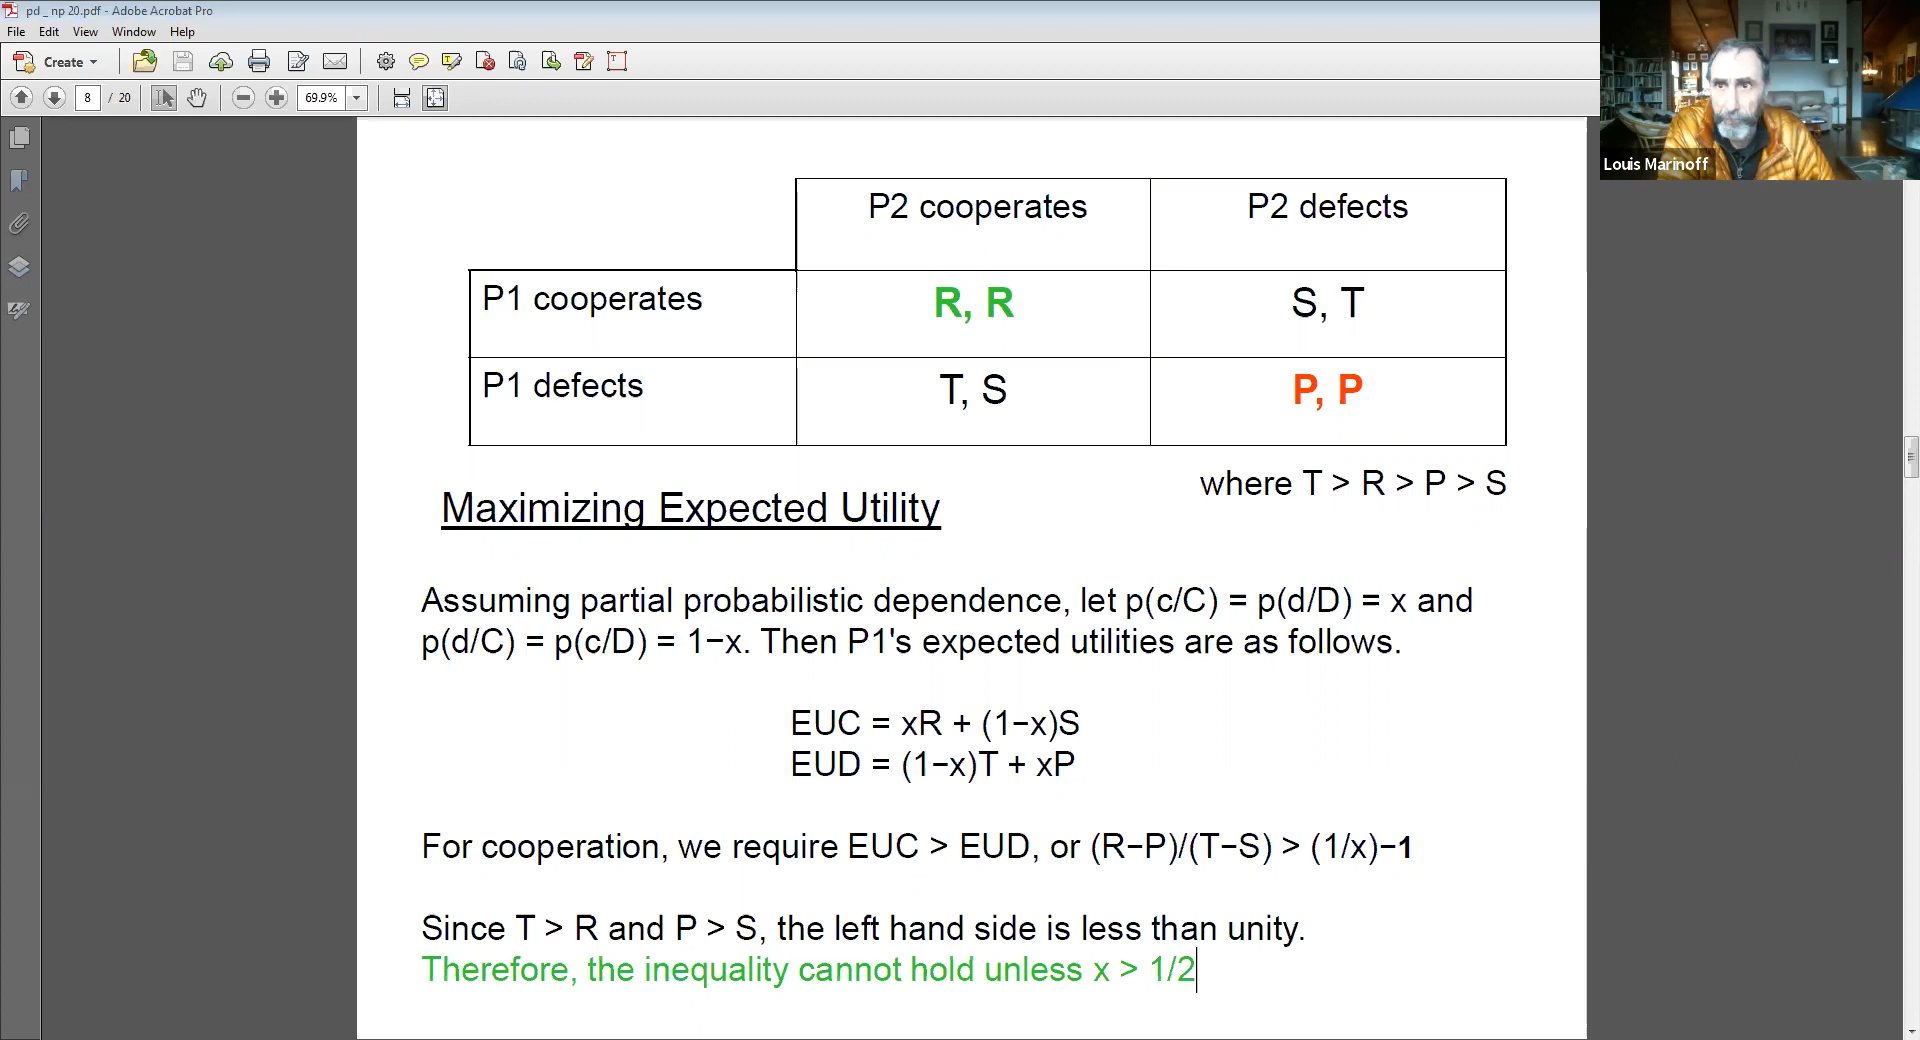 pd _ np 20.pdf - Adobe Acrobat Pro
File Edit View Window Help
Create
8 / 20 69.9%
Louis Marinoff
P2 cooperates P2 defects
P1 cooperates R, R S, T
P1 defects T, S P, P
where T > R > P > S
Maximizing Expected Utility
Assuming partial probabilistic dependence, let p(c/C) = p(d/D) = x and
p(d/C) = p(c/D) = 1−x. Then P1's expected utilities are as follows.
EUC = xR + (1−x)S
EUD = (1−x)T + xP
For cooperation, we require EUC > EUD, or (R−P)/(T−S) > (1/x)−1
Since T > R and P > S, the left hand side is less than unity.
Therefore, the inequality cannot hold unless x > 1/2